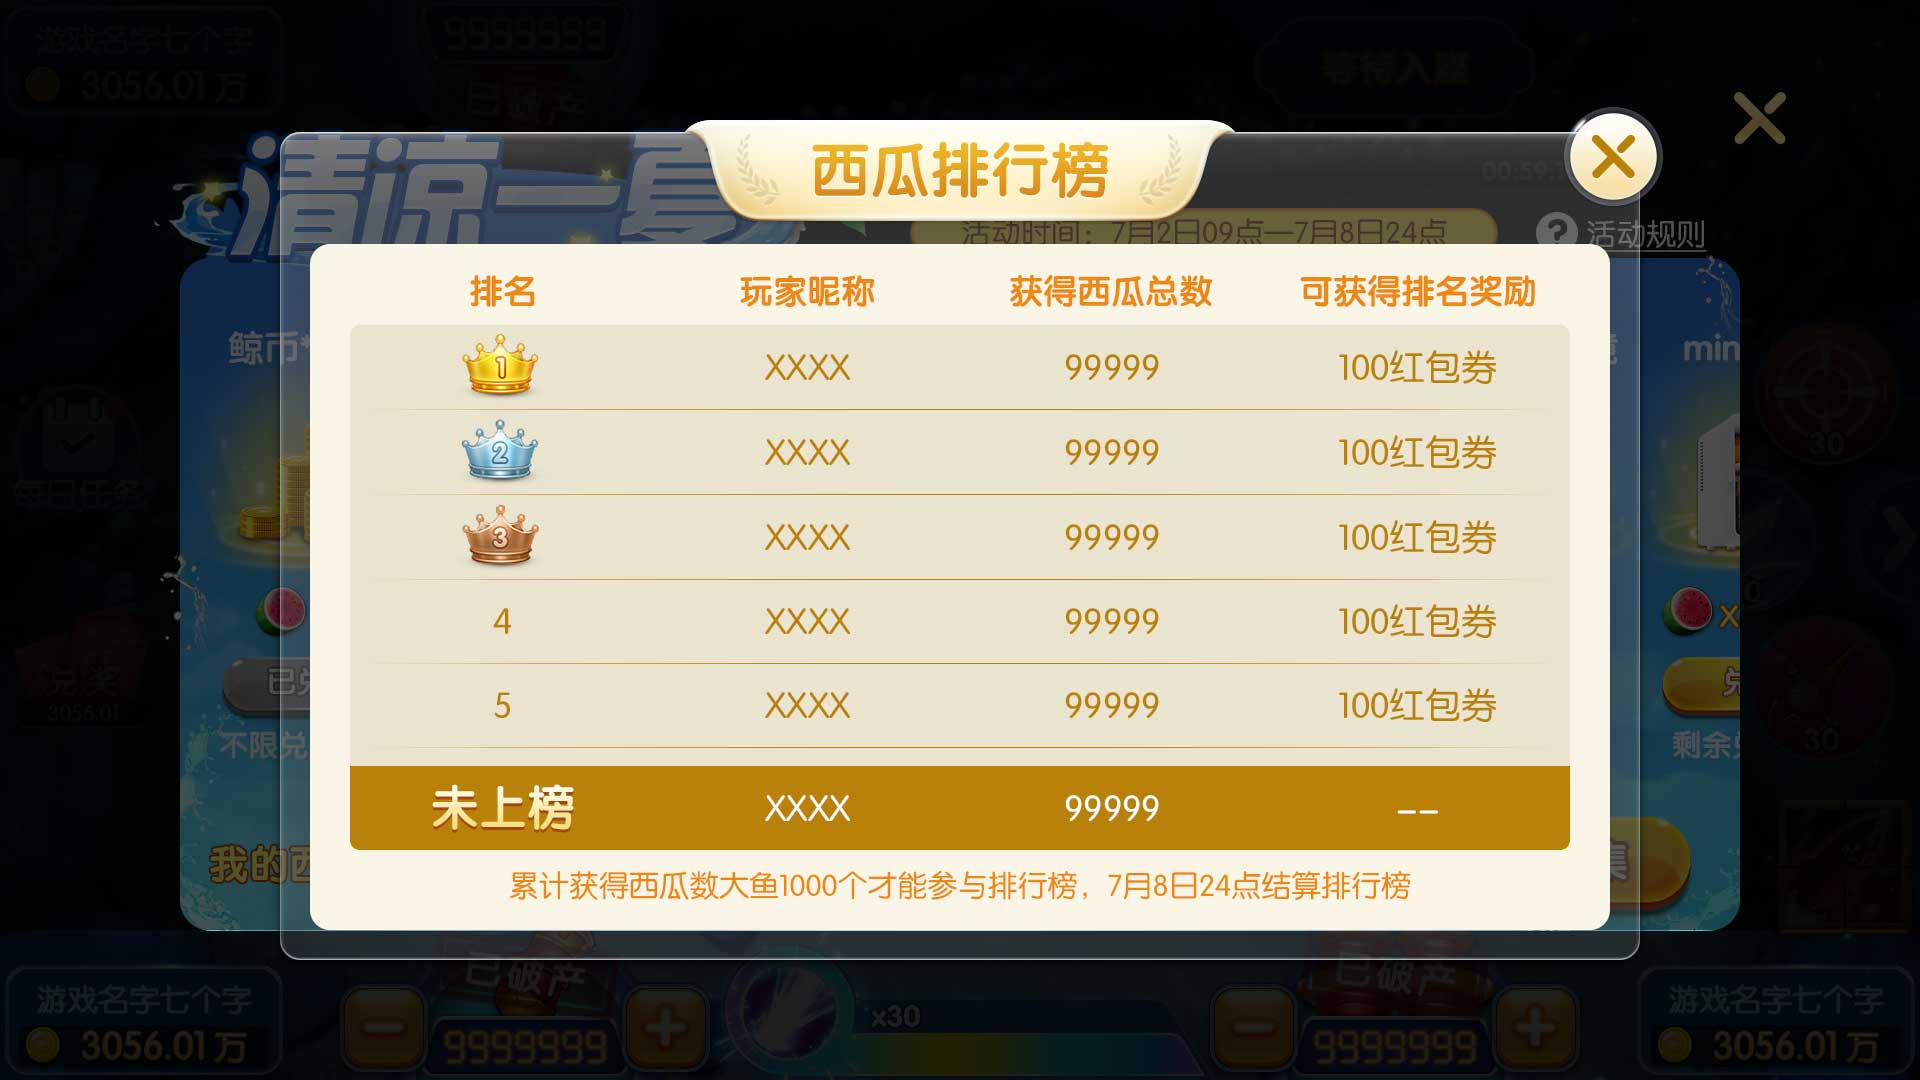 游戏名字七个字
3056.01万
9999999
已破产
等待入座
清凉一夏
西瓜排行榜
00:59:
活动时间：7月2日09点—7月8日24点
? 活动规则
排名 玩家昵称 获得西瓜总数 可获得排名奖励
1 XXXX 99999 100红包券
2 XXXX 99999 100红包券
3 XXXX 99999 100红包券
4 XXXX 99999 100红包券
5 XXXX 99999 100红包券
未上榜 XXXX 99999 --
累计获得西瓜数大鱼1000个才能参与排行榜，7月8日24点结算排行榜
鲸币*
min
每日任务
30
兑奖
3056.01
已兑
不限兑
x
兑
剩余
30
我的西
集
游戏名字七个字
3056.01万
已破产
9999999
x30
已破产
9999999
游戏名字七个字
3056.01万